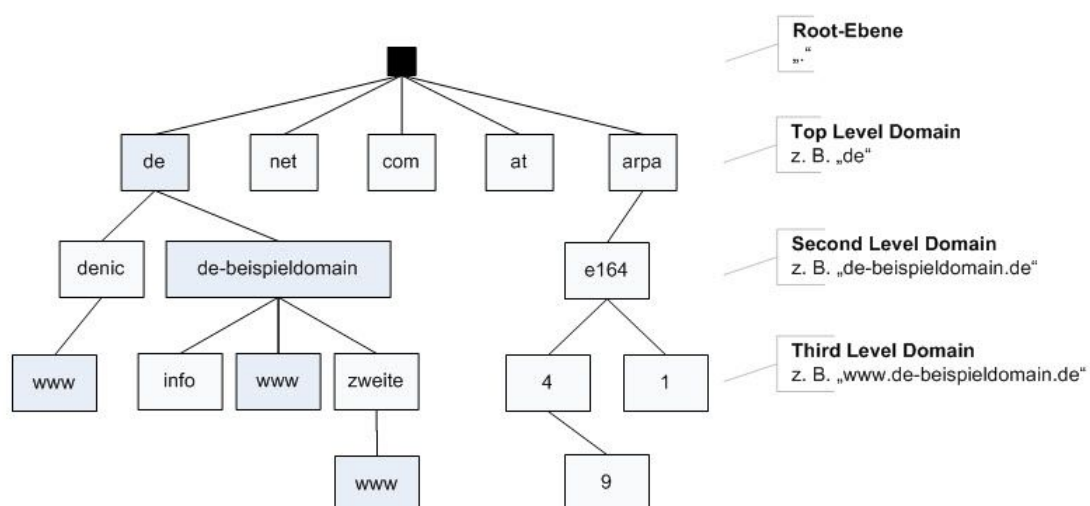 Root-Ebene
„.“
de
net
com
at
arpa
Top Level Domain
z. B. „de“
denic
de-beispieldomain
e164
Second Level Domain
z. B. „de-beispieldomain.de“
www
info
www
zweite
4
1
Third Level Domain
z. B. „www.de-beispieldomain.de“
www
9